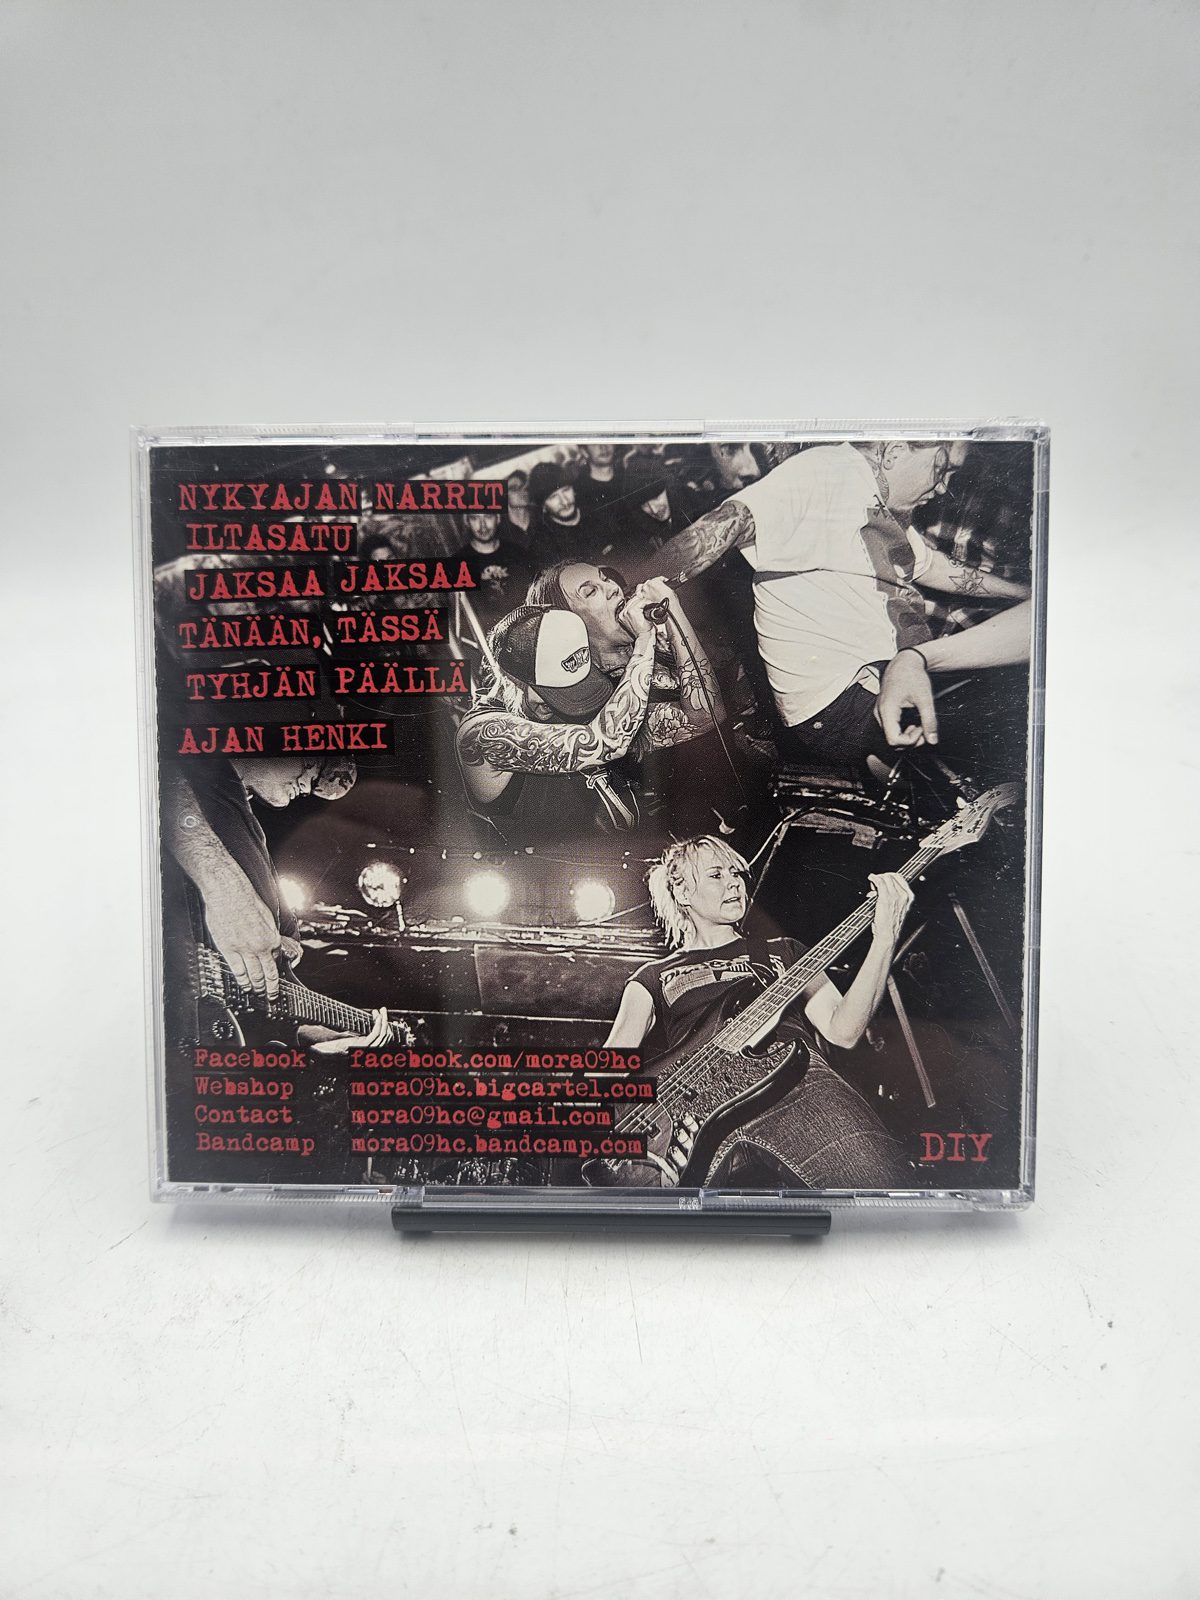 NYKYAJAN NARRIT
ILTASATU
JAKSAA JAKSAA
TÄNÄÄN, TÄSSÄ
TYHJÄN PÄÄLLÄ
AJAN HENKI
Facebook facebook.com/mora09hc
Webshop mora09hc.bigcartel.com
Contact mora09hc@gmail.com
Bandcamp mora09hc.bandcamp.com
DIY